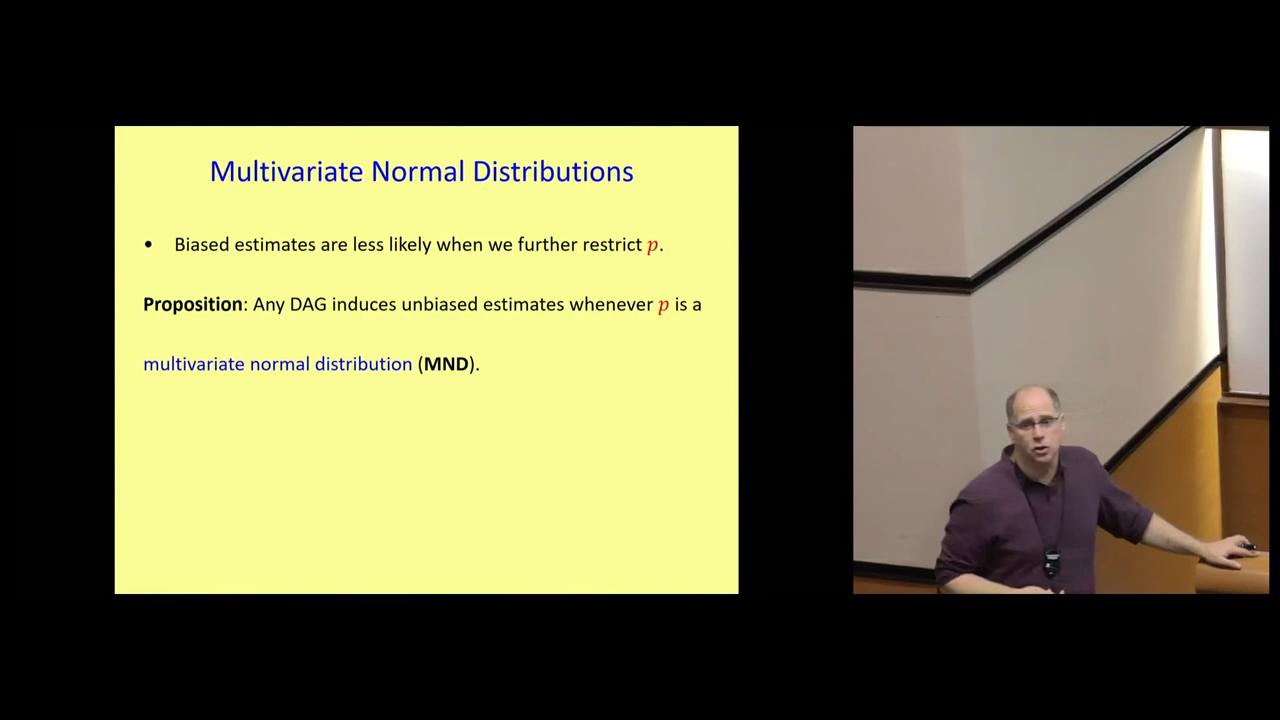 Multivariate Normal Distributions
• Biased estimates are less likely when we further restrict p.
Proposition: Any DAG induces unbiased estimates whenever p is a
multivariate normal distribution (MND).